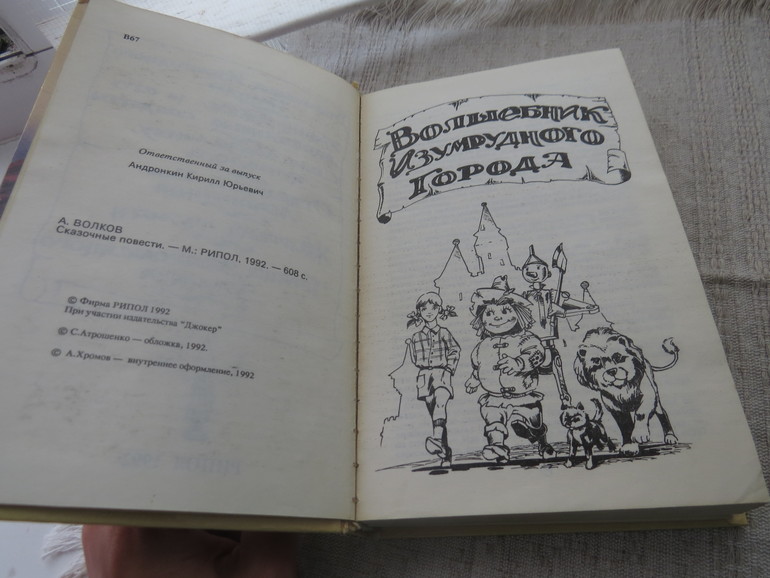 В67
Ответственный за выпуск
Андронкин Кирилл Юрьевич
А. ВОЛКОВ
Сказочные повести. — М.: РИПОЛ, 1992. — 608 с.
© Фирма РИПОЛ 1992
При участии издательства "Джокер"
© С.Атрошенко — обложка, 1992.
© А.Хромов — внутреннее оформление, 1992
ВОЛШЕБНИК
ИЗУМРУДНОГО
ГОРОДА